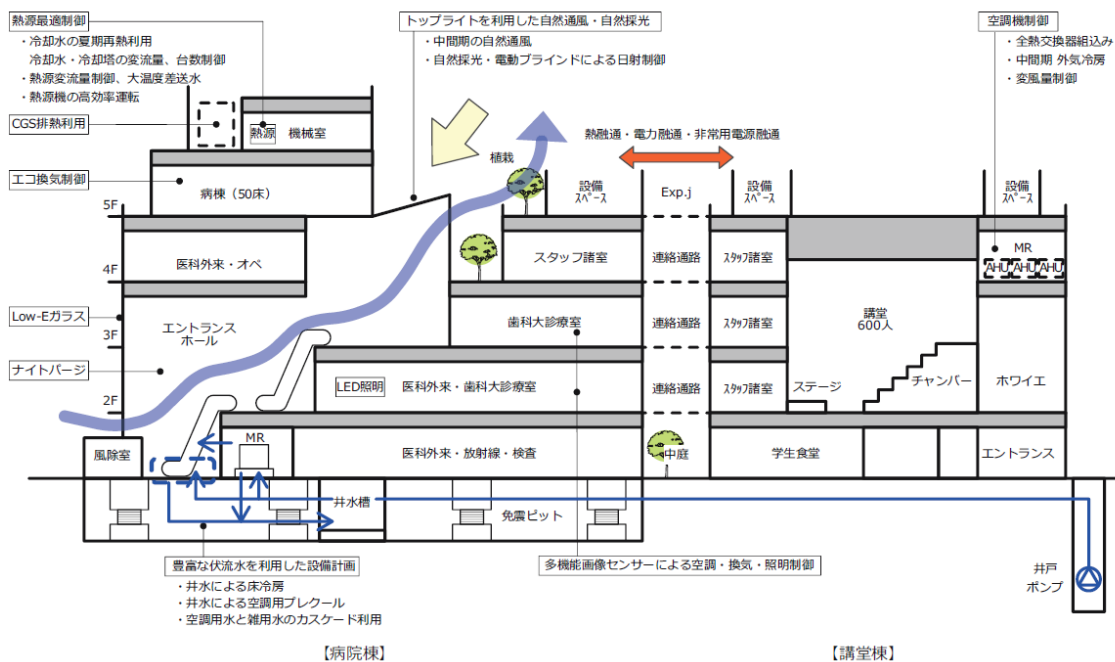 熱源最適制御
・冷却水の夏期再熱利用
冷却水・冷却塔の変流量、台数制御
・熱源変流量制御、大温度差送水
・熱源機の高効率運転
CGS排熱利用
エコ換気制御
Low-Eガラス
ナイトパージ
トップライトを利用した自然通風・自然採光
・中間期の自然通風
・自然採光・電動ブラインドによる日射制御
空調機制御
・全熱交換器組込み
・中間期 外気冷房
・変風量制御
熱融通・電力融通・非常用電源融通
熱源 機械室
植栽
病棟（50床）
設備
スペース
Exp.j
設備
スペース
設備
スペース
5F
医科外来・オペ
スタッフ諸室
連絡通路
スタッフ諸室
MR
AHU AHU AHU
4F
エントランス
ホール
歯科大診療室
連絡通路
スタッフ諸室
講堂
600人
3F
LED照明
医科外来・歯科大診療室
連絡通路
スタッフ諸室
ステージ
チャンバー
ホワイエ
2F
風除室
MR
医科外来・放射線・検査
中庭
学生食堂
エントランス
井水槽
免震ピット
豊富な伏流水を利用した設備計画
・井水による床冷房
・井水による空調用プレクール
・空調用水と雑用水のカスケード利用
多機能画像センサーによる空調・換気・照明制御
井戸
ポンプ
【病院棟】
【講堂棟】